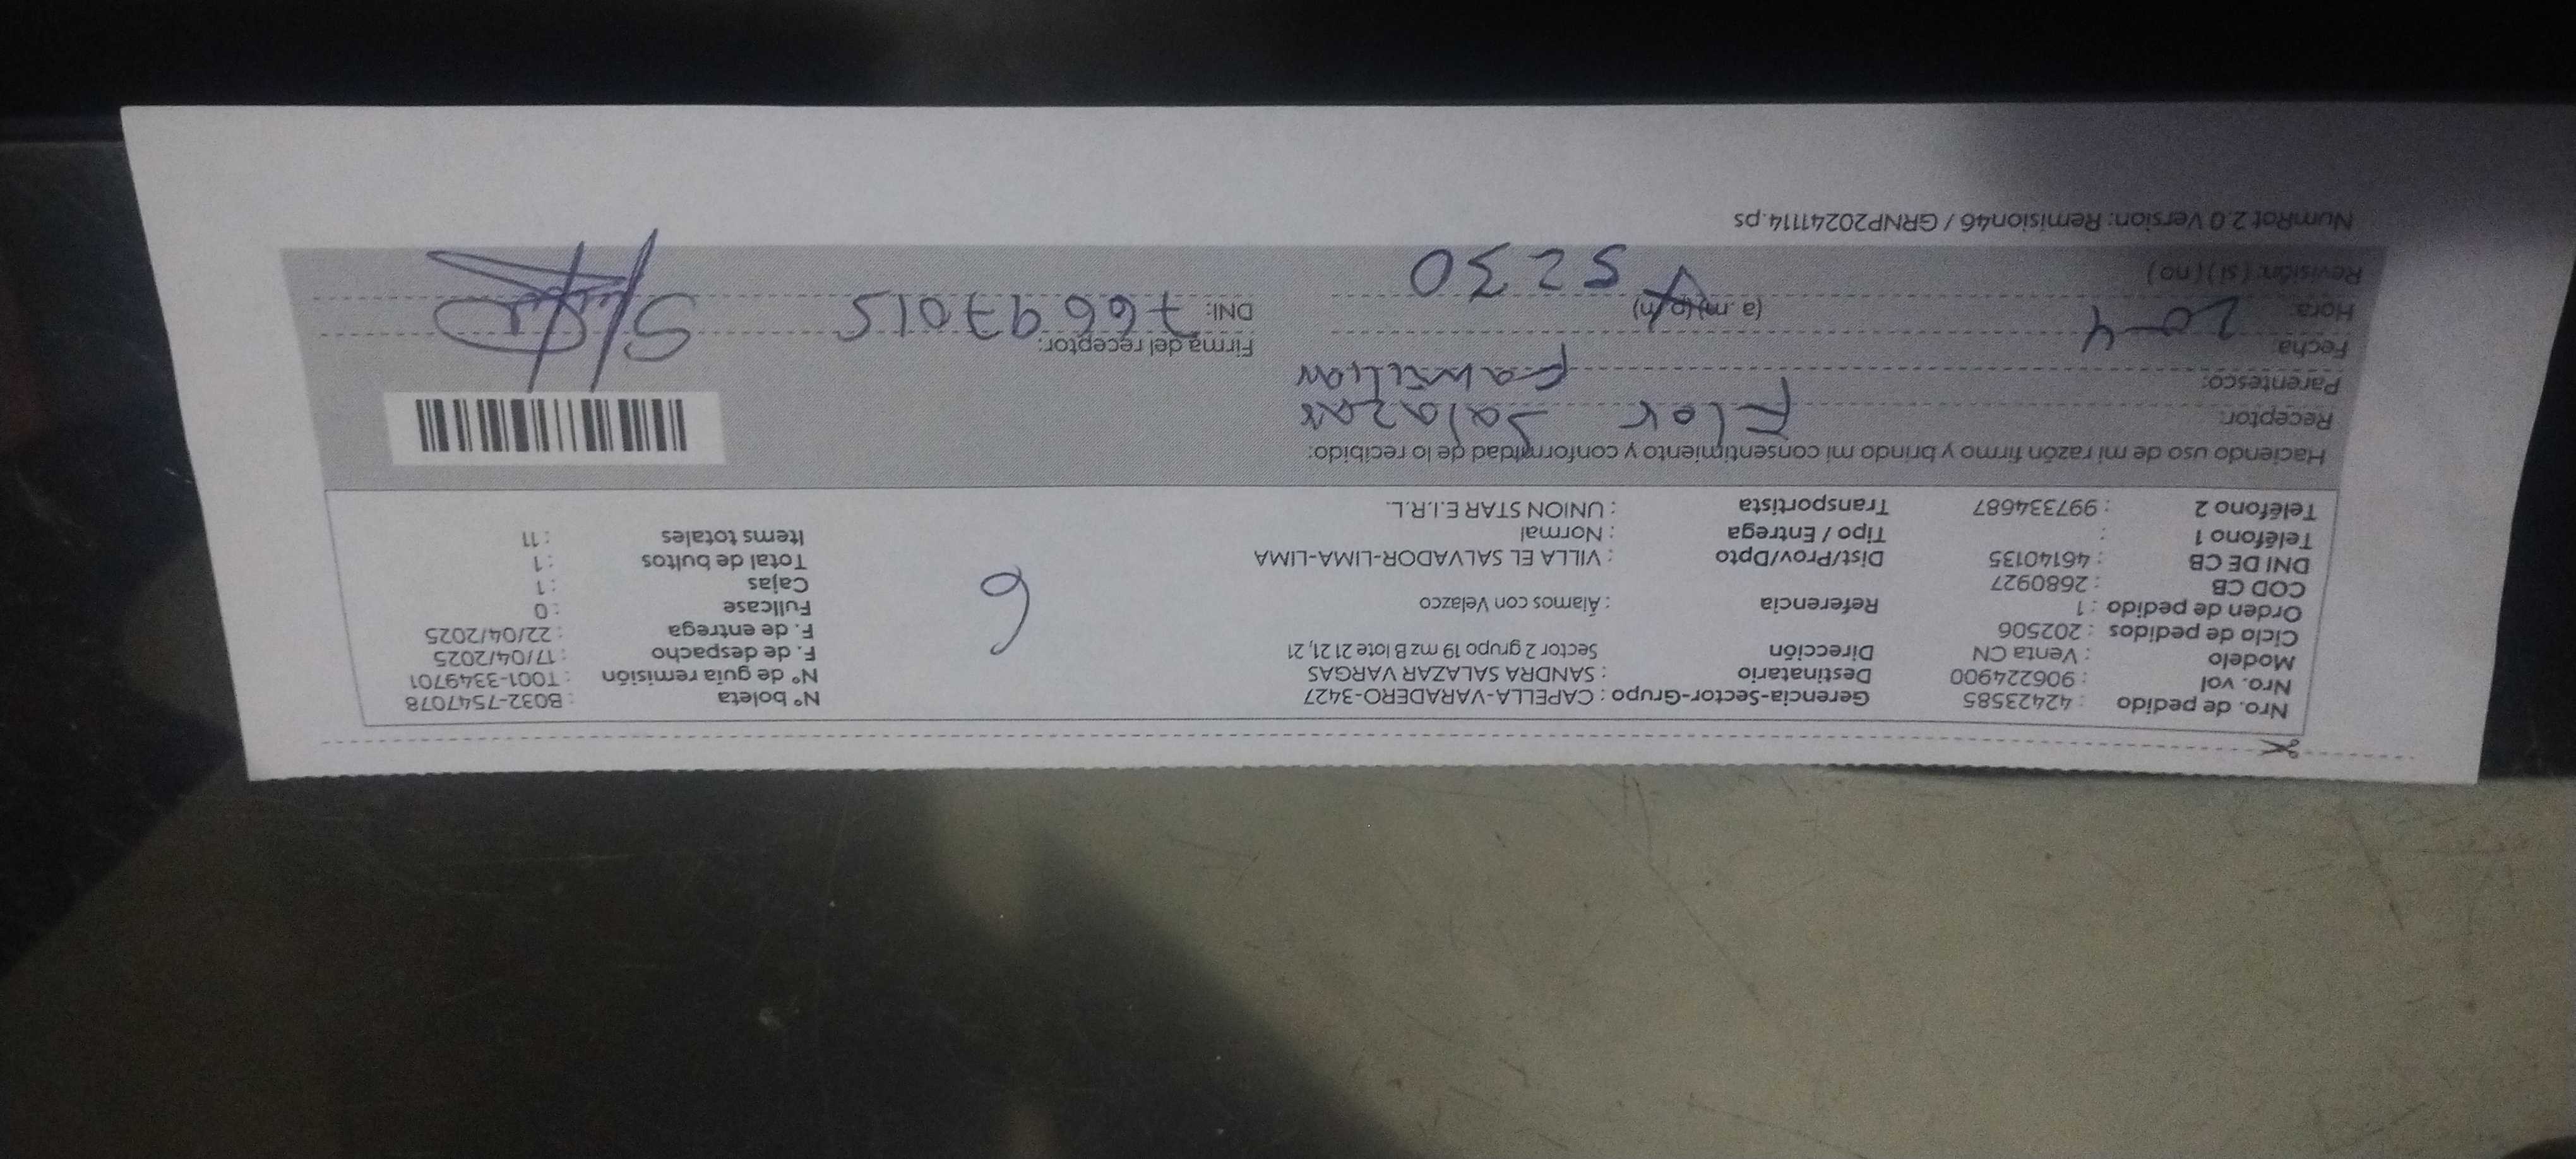 Nro. de pedido : 42423585 Gerencia-Sector-Grupo : CAPELLA-VARADERO-3427 N° boleta : B032-7547078
Nro. vol : 906224900 Destinatario : SANDRA SALAZAR VARGAS N° de guía remisión : T001-3349701
Modelo : Venta CN Dirección Sector 2 grupo 19 mz B lote 21 21, 21 F. de despacho : 17/04/2025
Ciclo de pedidos : 202506 F. de entrega : 22/04/2025
Orden de pedido : 1 Referencia : Álamos con Velazco Fullcase : 0
COD CB : 2680927 6 Cajas : 1
DNI DE CB : 46140135 Dist/Prov/Dpto : VILLA EL SALVADOR-LIMA-LIMA Total de bultos : 1
Teléfono 1 : Tipo / Entrega : Normal Items totales : 11
Teléfono 2 : 997334687 Transportista : UNION STAR E.I.R.L.
Haciendo uso de mi razón firmo y brindo mi consentimiento y conformidad de lo recibido:
Receptor: Flor Salazar
Parentesco: Familiar
Fecha: 20-4 Firma del receptor:
Hora: (a. m) (p. m) DNI: 76697015
Revisión: ( si ) ( no ) 5230
NumRot 2.0 Version: Remision46 / GRNP20241114.ps